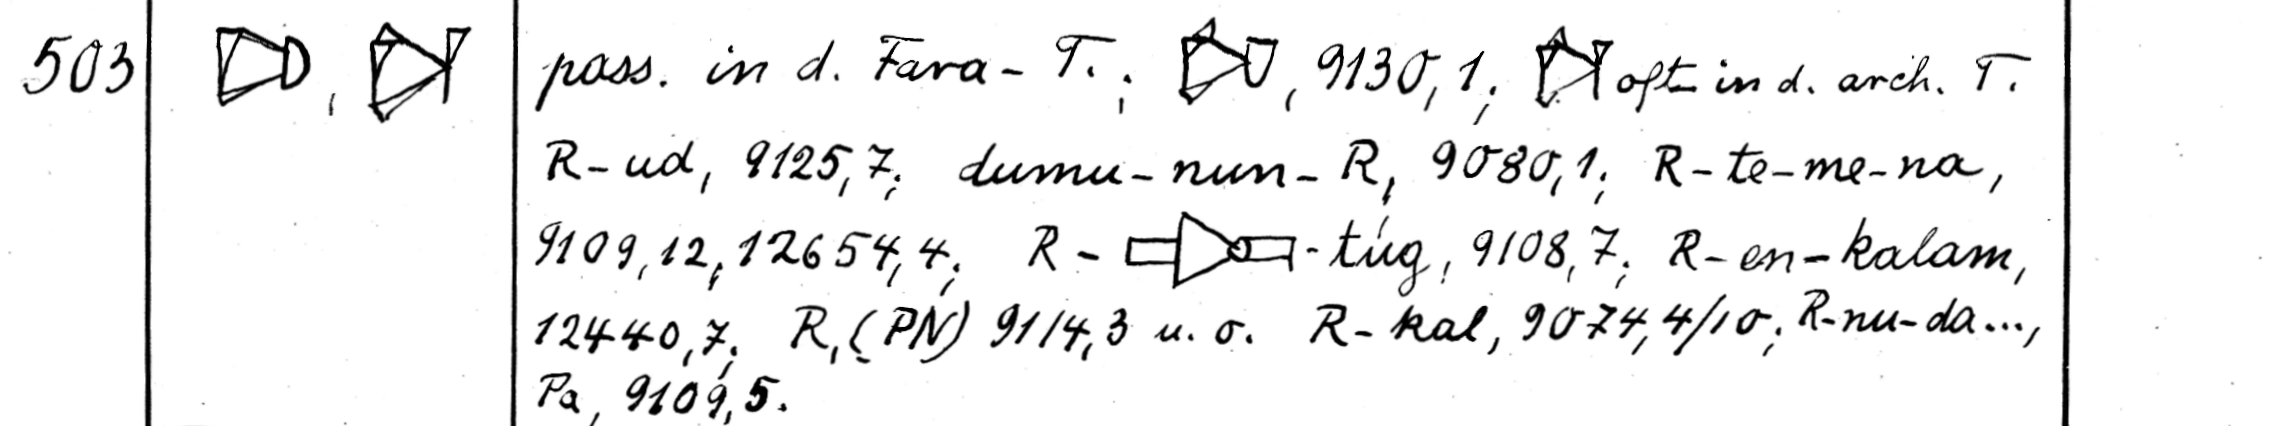 503 , pass. in d. Fara-T.; , 9130,1; oft in d. arch. T.
R-ud, 9125,7; dumu-nun-R, 9080,1; R-te-me-na,
9109,12; 12654,4; R- -túg, 9108,7; R-en-kalam,
12440,7; R, (PN) 9114,3 u. o. R-kal, 9074,4/10; R-nu-da...,
Pa, 9109,5.